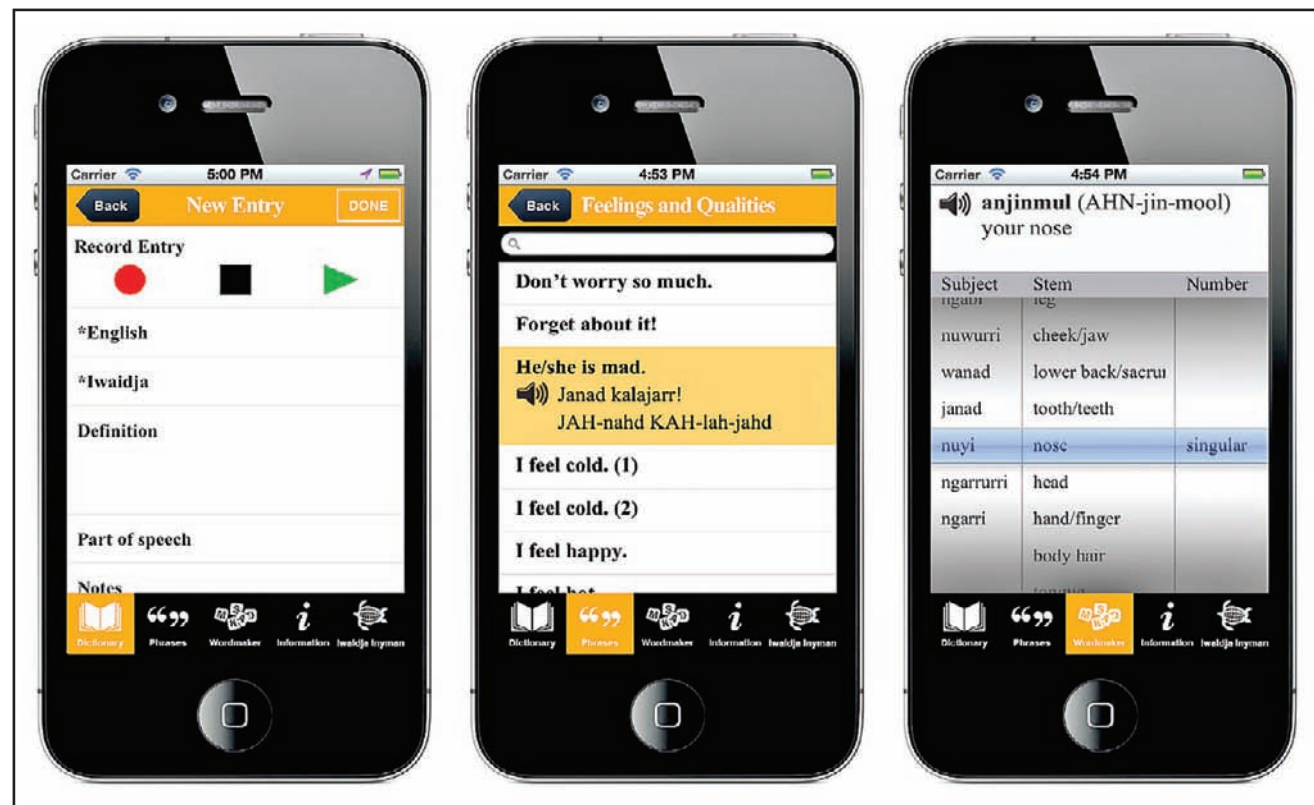 Carrier 5:00 PM
Back New Entry DONE
Record Entry
*English
*Iwaidja
Definition
Part of speech
Notes
Dictionary Phrases Wordmaker Information Iwaidja Inyman
Carrier 4:53 PM
Back Feelings and Qualities
Don't worry so much.
Forget about it!
He/she is mad.
Janad kalajarr!
JAH-nahd KAH-lah-jahd
I feel cold. (1)
I feel cold. (2)
I feel happy.
I feel hot.
Dictionary Phrases Wordmaker Information Iwaidja Inyman
Carrier 4:54 PM
anjinmul (AHN-jin-mool)
your nose
Subject Stem Number
ngabi leg
nuwurri cheek/jaw
wanad lower back/sacru
janad tooth/teeth
nuyi nose singular
ngarrurri head
ngarri hand/finger
body hair
Dictionary Phrases Wordmaker Information Iwaidja Inyman